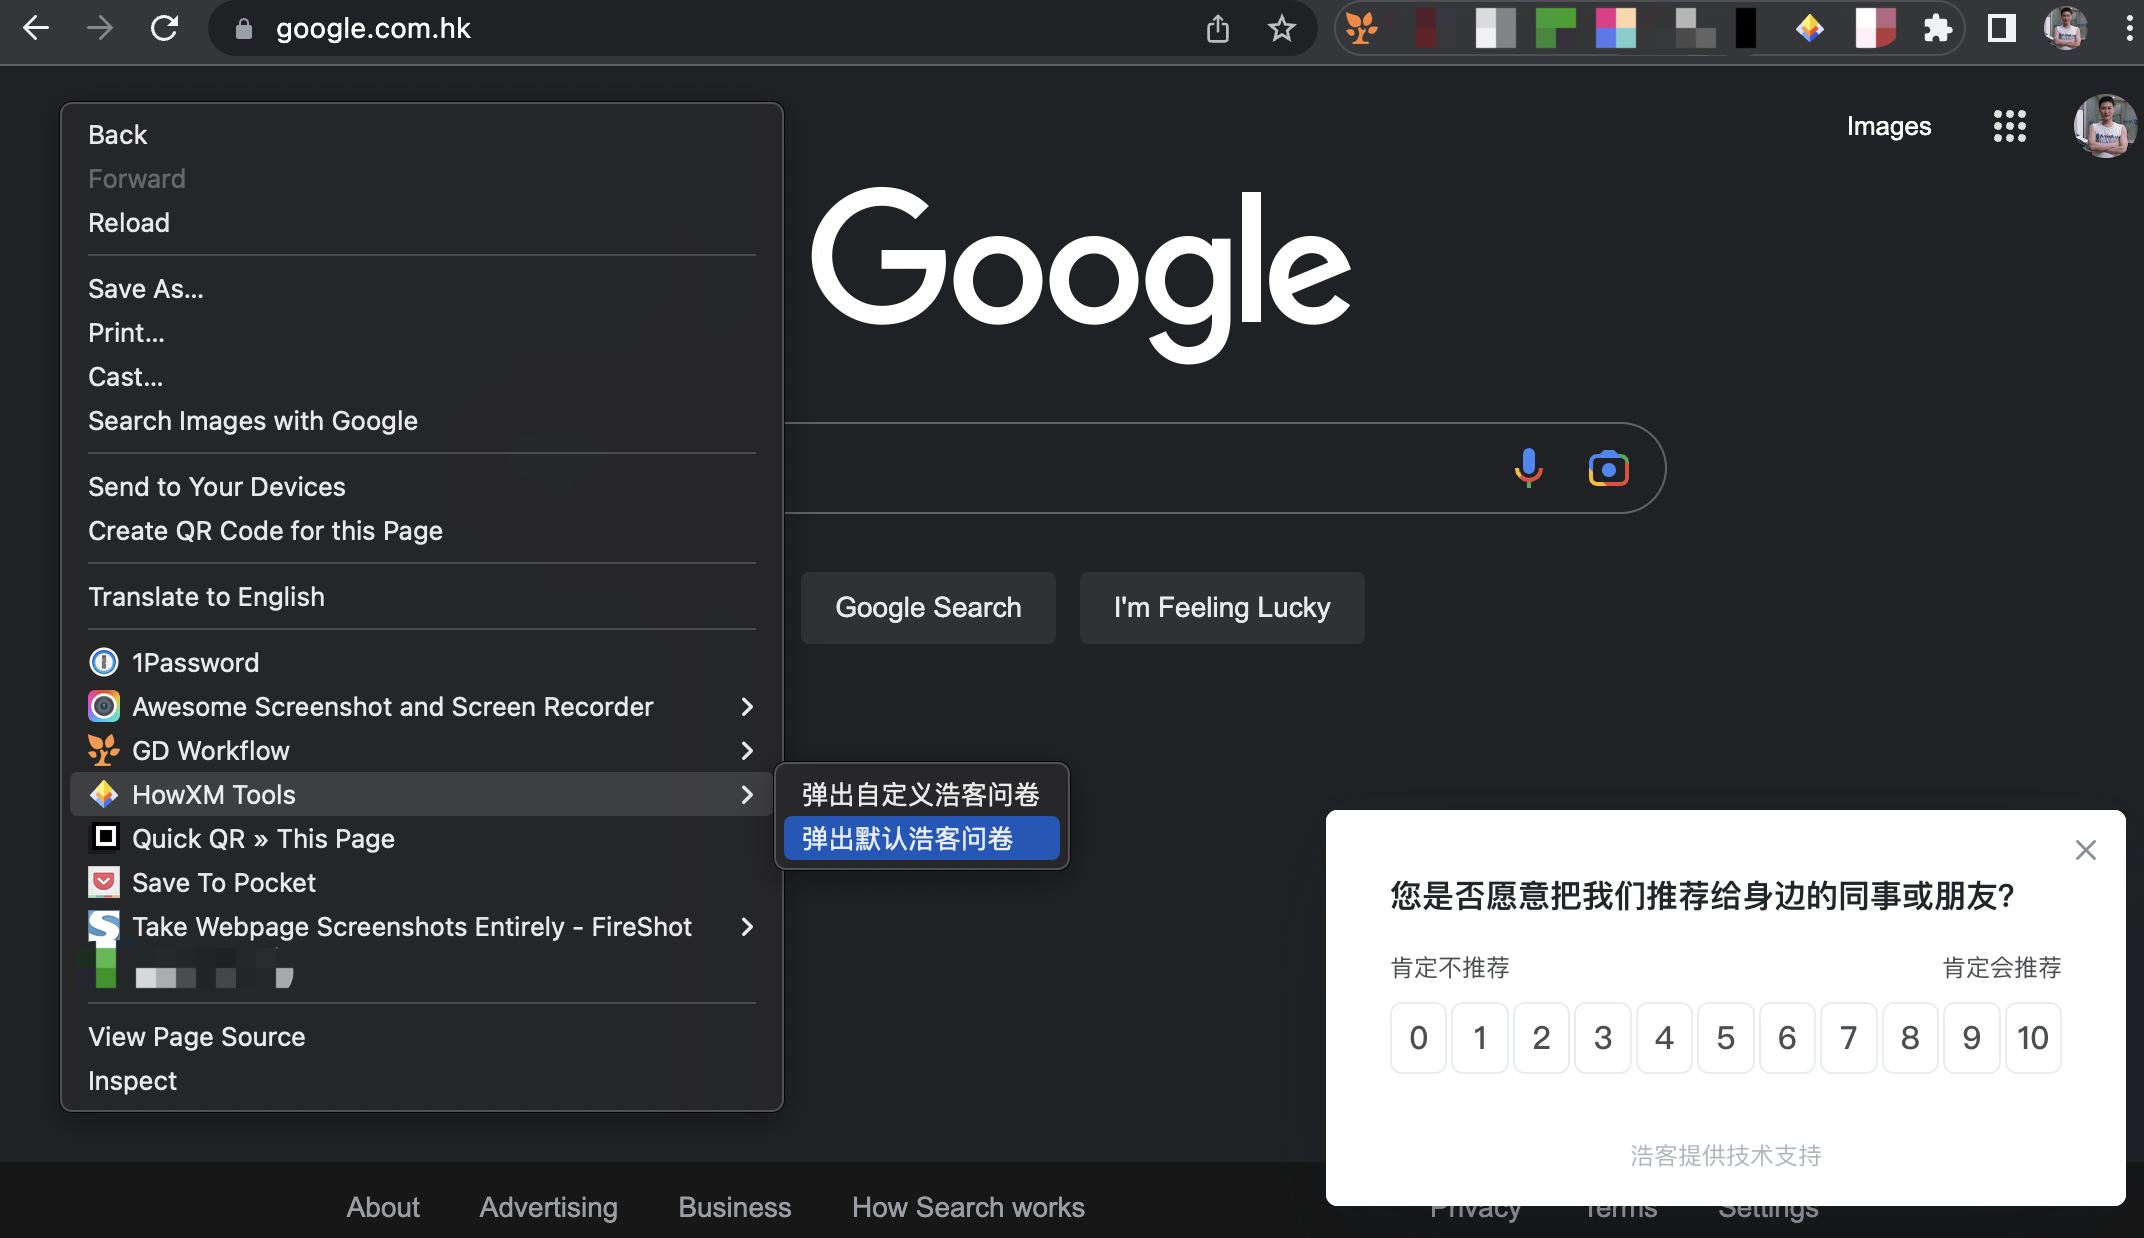 google.com.hk
Images
Google
Back
Forward
Reload
Save As...
Print...
Cast...
Search Images with Google
Send to Your Devices
Create QR Code for this Page
Translate to English
1Password
Awesome Screenshot and Screen Recorder
GD Workflow
HowXM Tools
Quick QR » This Page
Save To Pocket
Take Webpage Screenshots Entirely - FireShot
View Page Source
Inspect
弹出自定义浩客问卷
弹出默认浩客问卷
Google Search
I'm Feeling Lucky
您是否愿意把我们推荐给身边的同事或朋友?
肯定不推荐 肯定会推荐
0 1 2 3 4 5 6 7 8 9 10
浩客提供技术支持
About Advertising Business How Search works Privacy Terms Settings